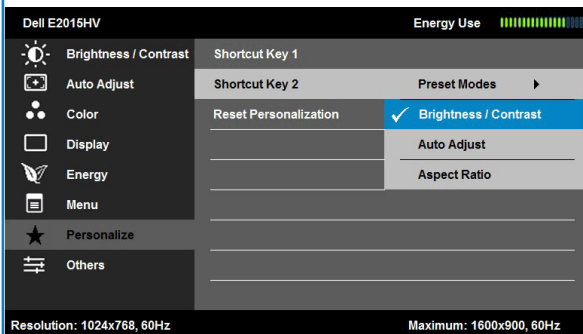 Dell E2015HV Energy Use
Brightness / Contrast Shortcut Key 1
Auto Adjust Shortcut Key 2 Preset Modes
Color Reset Personalization Brightness / Contrast
Display Auto Adjust
Energy Aspect Ratio
Menu
Personalize
Others
Resolution: 1024x768, 60Hz Maximum: 1600x900, 60Hz